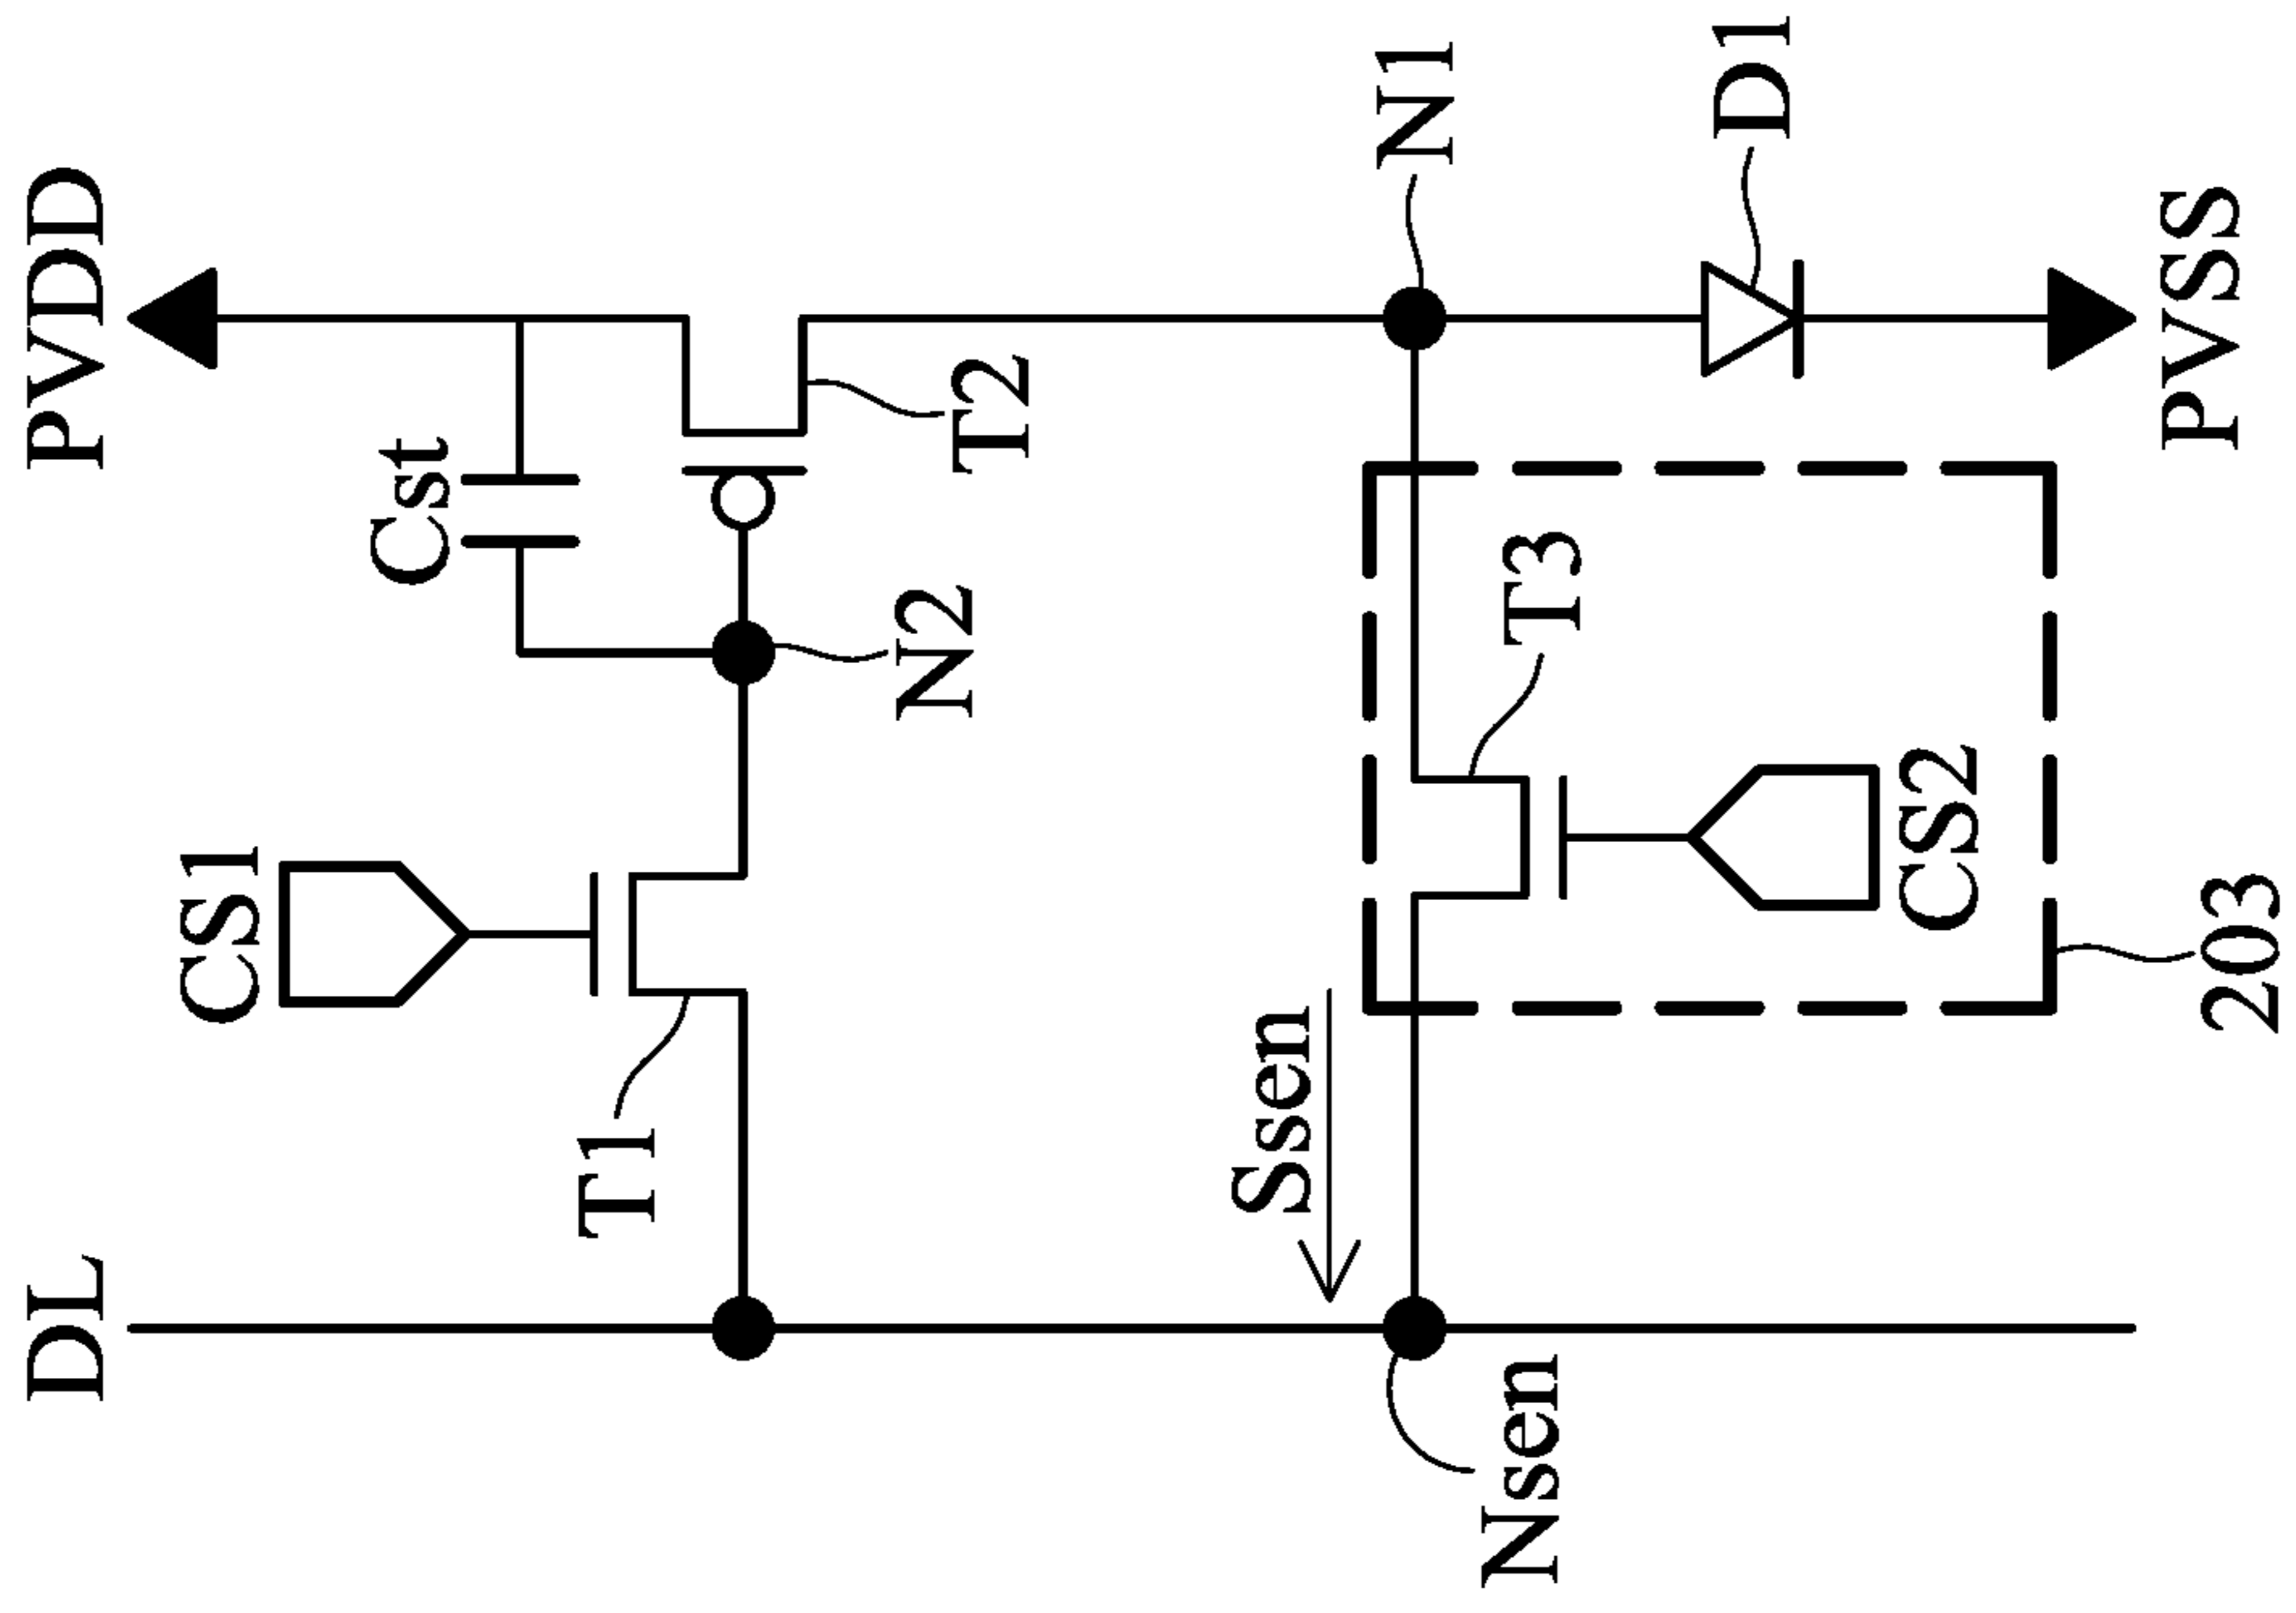 DL
PVDD
CS1
Cst
T1
T2
N2
Ssen
N1
Nsen
T3
D1
CS2
203
PVSS